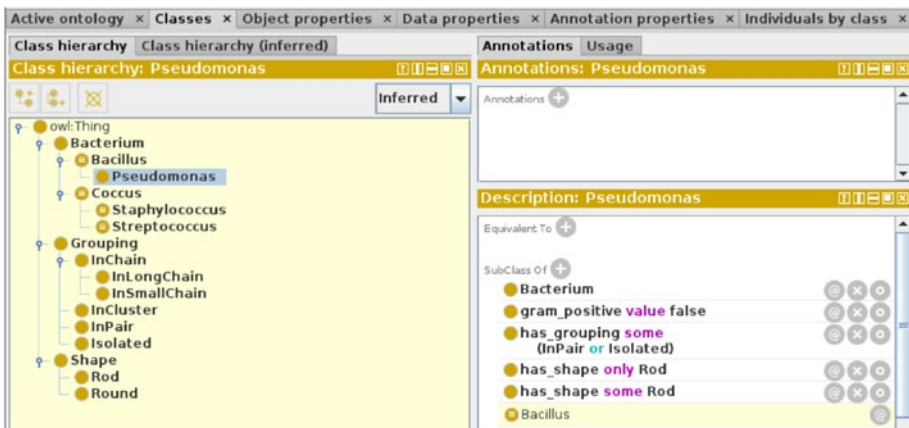 Active ontology × Classes × Object properties × Data properties × Annotation properties × Individuals by class ×
Class hierarchy Class hierarchy (inferred)
Class hierarchy: Pseudomonas
Inferred
owl:Thing
Bacterium
Bacillus
Pseudomonas
Coccus
Staphylococcus
Streptococcus
Grouping
InChain
InLongChain
InSmallChain
InCluster
InPair
Isolated
Shape
Rod
Round
Annotations Usage
Annotations: Pseudomonas
Annotations
Description: Pseudomonas
Equivalent To
SubClass Of
Bacterium
gram_positive value false
has_grouping some
(InPair or Isolated)
has_shape only Rod
has_shape some Rod
Bacillus